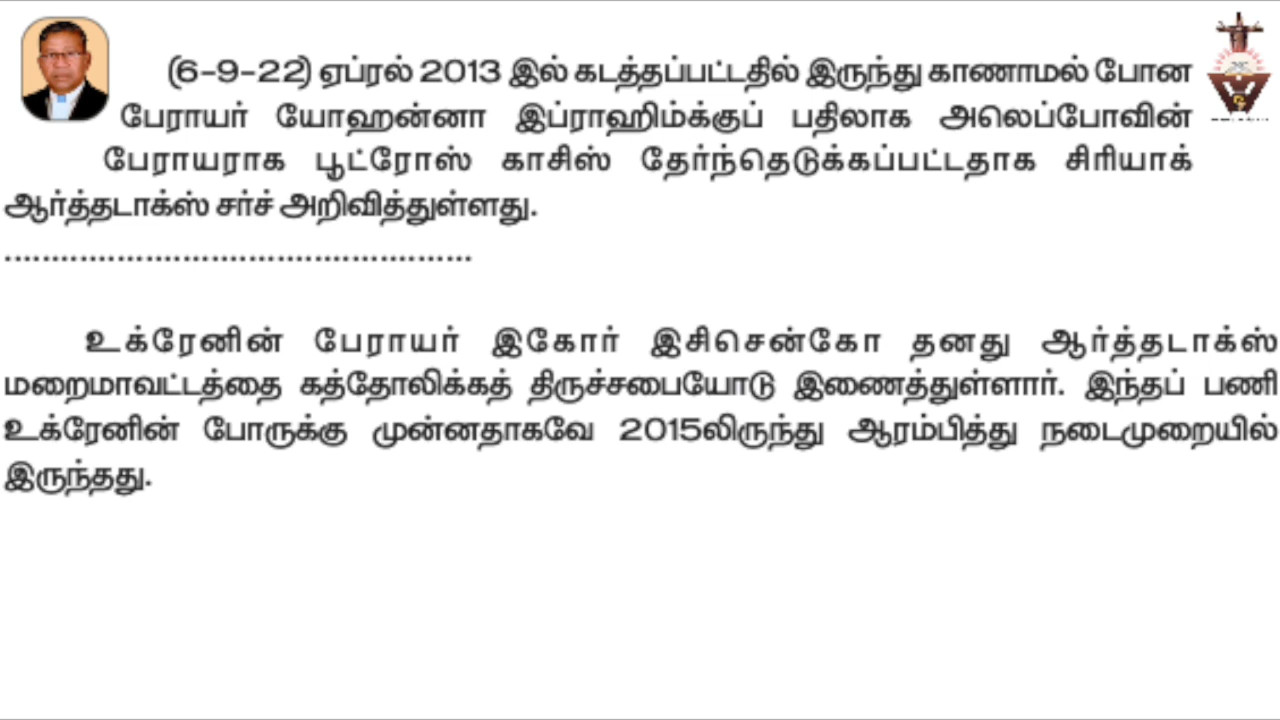 (6-9-22) ஏப்ரல் 2013 இல் கடத்தப்பட்டதில் இருந்து காணாமல் போன
பேராயர் யோஹன்னா இப்ராஹிம்க்குப் பதிலாக அலெப்போவின்
பேராயராக பூட்ரோஸ் காசிஸ் தேர்ந்தெடுக்கப்பட்டதாக சிரியாக்
ஆர்த்தடாக்ஸ் சர்ச் அறிவித்துள்ளது.
..................................................
உக்ரேனின் பேராயர் இகோர் இசிசென்கோ தனது ஆர்த்தடாக்ஸ்
மறைமாவட்டத்தை கத்தோலிக்கத் திருச்சபையோடு இணைத்துள்ளார். இந்தப் பணி
உக்ரேனின் போருக்கு முன்னதாகவே 2015லிருந்து ஆரம்பித்து நடைமுறையில்
இருந்தது.